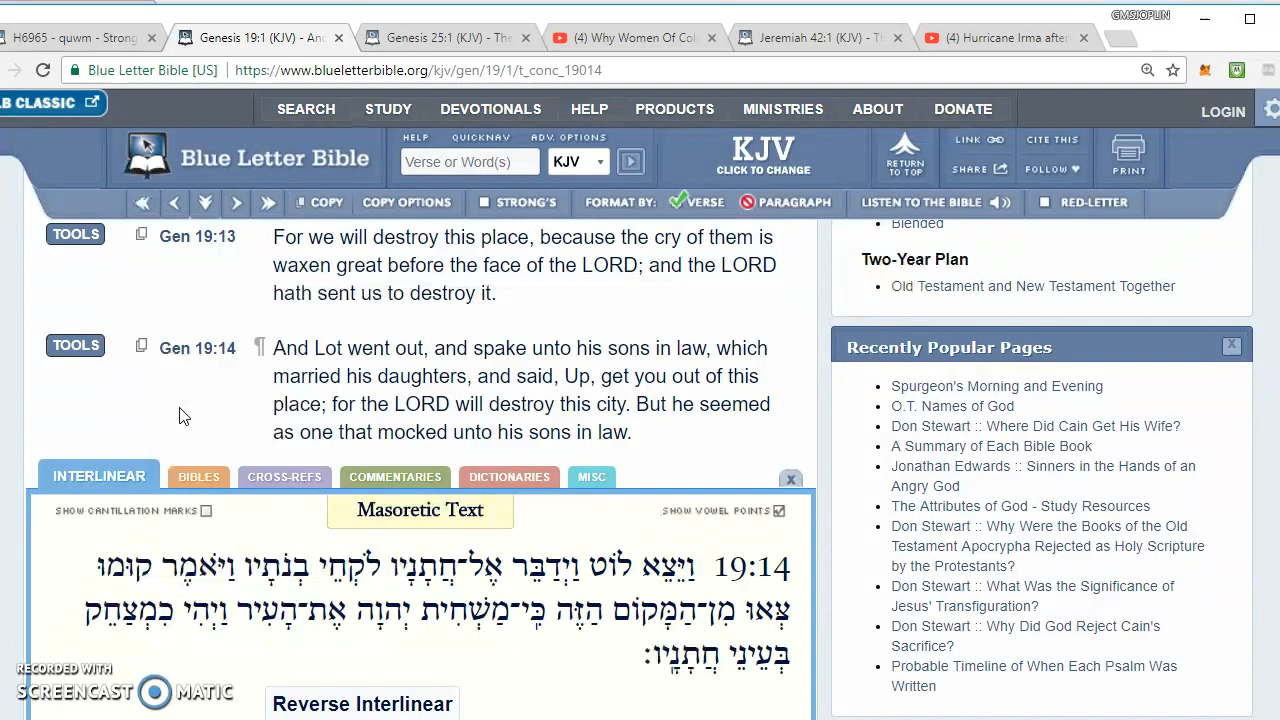 GMSJOPLIN
H6965 - quwm - Strong ×
Genesis 19:1 (KJV) - And ×
Genesis 25:1 (KJV) - The ×
(4) Why Women Of Col ×
Jeremiah 42:1 (KJV) - Th ×
(4) Hurricane Irma after ×
Blue Letter Bible [US] https://www.blueletterbible.org/kjv/gen/19/1/t_conc_19014
LB CLASSIC
SEARCH STUDY DEVOTIONALS HELP PRODUCTS MINISTRIES ABOUT DONATE
LOGIN
Blue Letter Bible
HELP QUICKNAV ADV. OPTIONS
Verse or Word(s) KJV
KJV
CLICK TO CHANGE
RETURN
TO TOP
LINK CITE THIS
SHARE FOLLOW
PRINT
COPY COPY OPTIONS STRONG'S FORMAT BY: VERSE PARAGRAPH LISTEN TO THE BIBLE RED-LETTER
TOOLS Gen 19:13 For we will destroy this place, because the cry of them is
waxen great before the face of the LORD; and the LORD
hath sent us to destroy it.
TOOLS Gen 19:14 ¶ And Lot went out, and spake unto his sons in law, which
married his daughters, and said, Up, get you out of this
place; for the LORD will destroy this city. But he seemed
as one that mocked unto his sons in law.
INTERLINEAR BIBLES CROSS-REFS COMMENTARIES DICTIONARIES MISC X
SHOW CANTILLATION MARKS Masoretic Text SHOW VOWEL POINTS
19:14 וַיֵּצֵא לוֹט וַיְדַבֵּר אֶל־חֲתָנָיו לֹקְחֵי בְנֹתָיו וַיֹּאמֶר קוּמוּ
צְּאוּ מִן־הַמָּקוֹם הַזֶּה כִּי־מַשְׁחִית יְהוָה אֶת־הָעִיר וַיְהִי כִמְצַחֵק
בְּעֵינֵי חֲתָנָיו׃
Reverse Interlinear
Blended
Two-Year Plan
Old Testament and New Testament Together
Recently Popular Pages X
Spurgeon's Morning and Evening
O.T. Names of God
Don Stewart :: Where Did Cain Get His Wife?
A Summary of Each Bible Book
Jonathan Edwards :: Sinners in the Hands of an
Angry God
The Attributes of God - Study Resources
Don Stewart :: Why Were the Books of the Old
Testament Apocrypha Rejected as Holy Scripture
by the Protestants?
Don Stewart :: What Was the Significance of
Jesus' Transfiguration?
Don Stewart :: Why Did God Reject Cain's
Sacrifice?
Probable Timeline of When Each Psalm Was
Written
RECORDED WITH
SCREENCAST MATIC